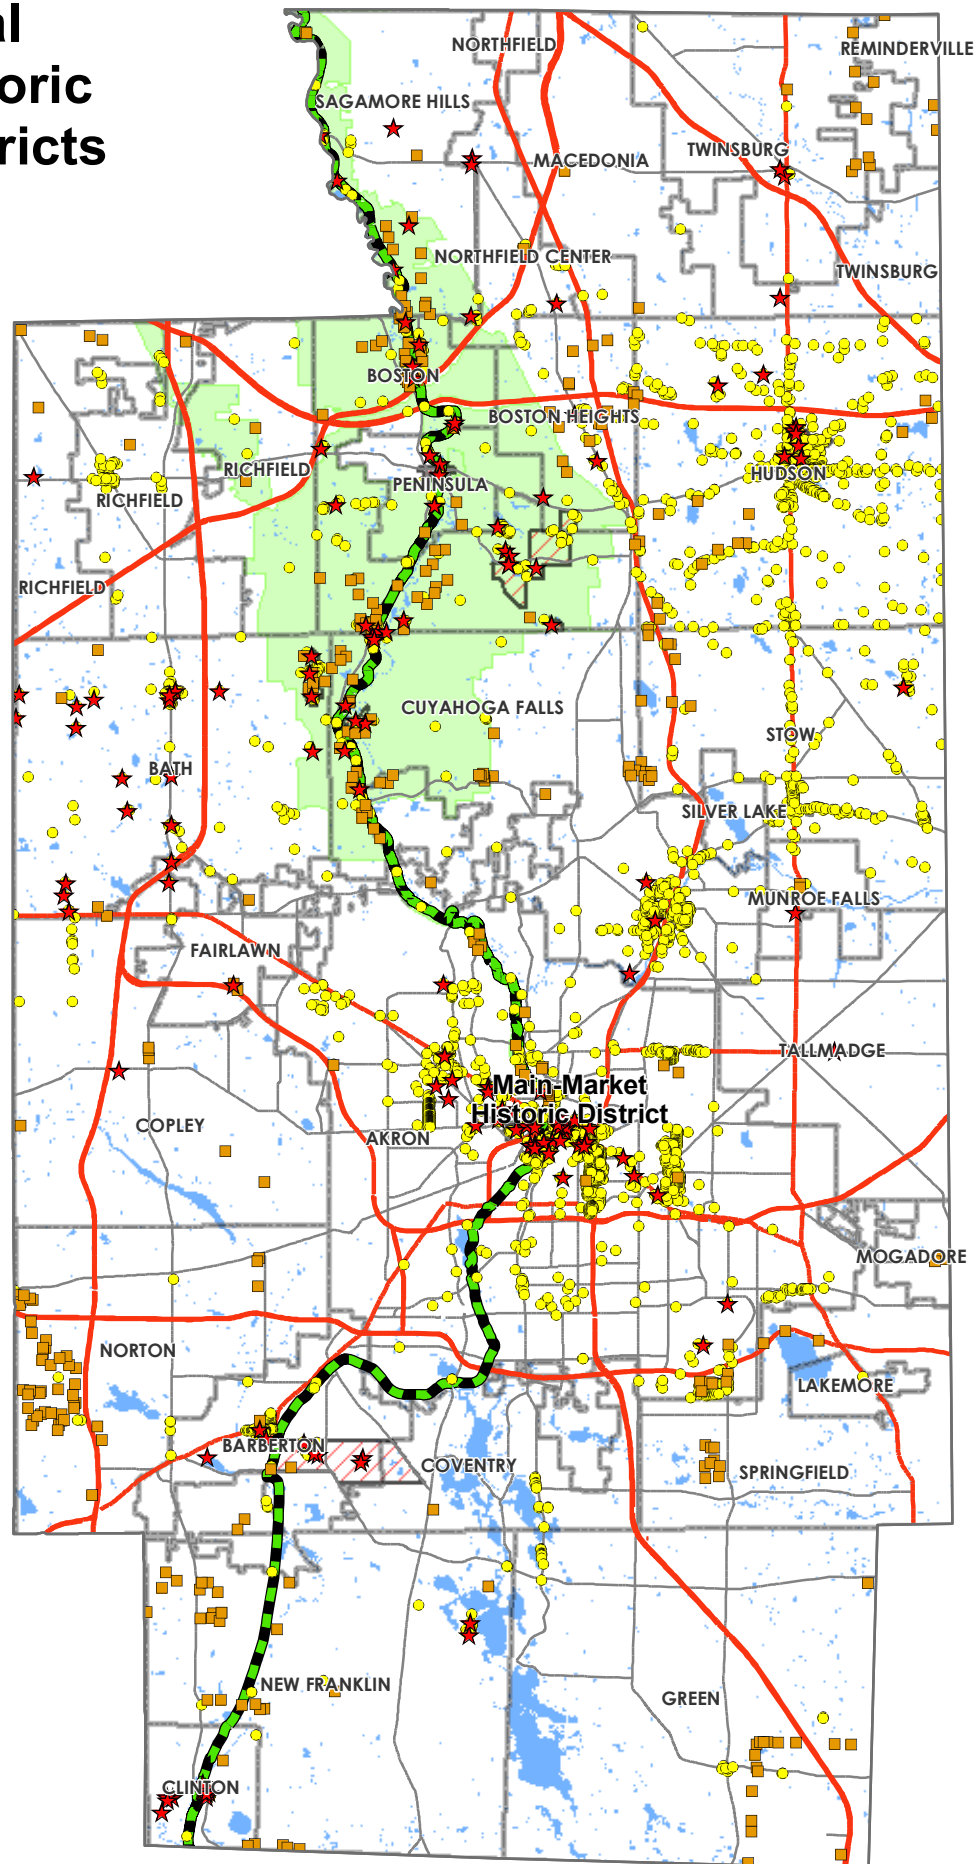 al
oric
ricts
NORTHFIELD
REMINDERVILLE
SAGAMORE HILLS
TWINSBURG
MACEDONIA
NORTHFIELD CENTER
TWINSBURG
BOSTON
BOSTON HEIGHTS
RICHFIELD
HUDSON
PENINSULA
RICHFIELD
RICHFIELD
CUYAHOGA FALLS
STOW
BATH
SILVER LAKE
MUNROE FALLS
FAIRLAWN
TALLMADGE
Main-Market
Historic District
COPLEY
AKRON
MOGADORE
NORTON
LAKEMORE
BARBERTON
COVENTRY
SPRINGFIELD
NEW FRANKLIN
GREEN
CLINTON